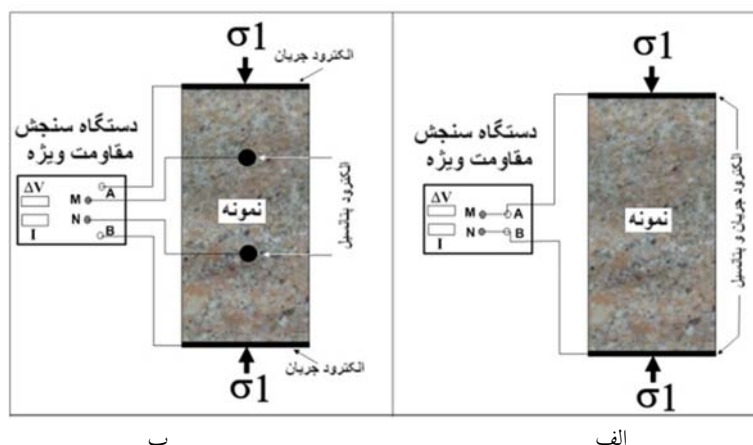 σ1
الکترود جریان
دستگاه سنجش
مقاومت ویژه
ΔV
I
A
M
N
B
نمونه
الکترود پتانسیل
الکترود جریان
σ1
ب
σ1
دستگاه سنجش
مقاومت ویژه
ΔV
I
M
A
N
B
نمونه
الکترود جریان و پتانسیل
σ1
الف